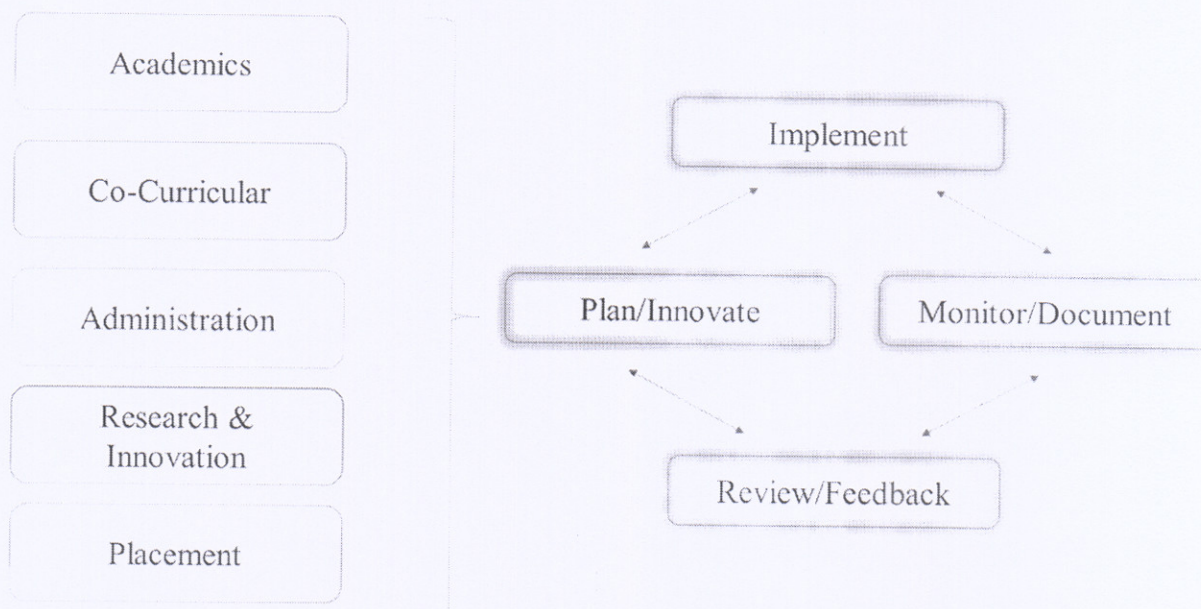 Academics
Co-Curricular
Administration
Research &
Innovation
Placement
Implement
Plan/Innovate
Monitor/Document
Review/Feedback